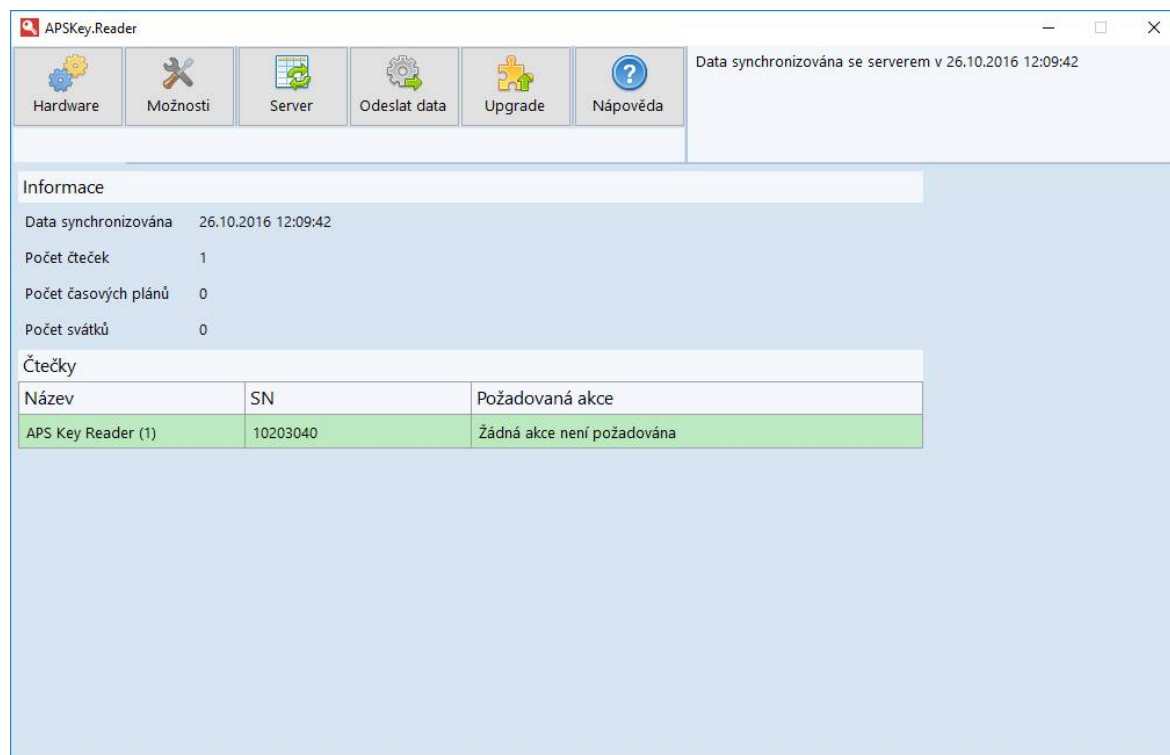 APSKey.Reader
Hardware
Možnosti
Server
Odeslat data
Upgrade
Nápověda
Data synchronizována se serverem v 26.10.2016 12:09:42
Informace
Data synchronizována 26.10.2016 12:09:42
Počet čteček 1
Počet časových plánů 0
Počet svátků 0
Čtečky
Název SN Požadovaná akce
APS Key Reader (1) 10203040 Žádná akce není požadována